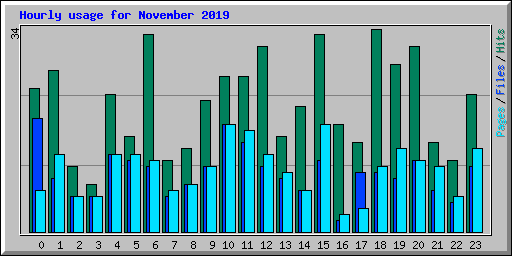 Hourly usage for November 2019
34
Pages / Files / Hits
0 1 2 3 4 5 6 7 8 9 10 11 12 13 14 15 16 17 18 19 20 21 22 23